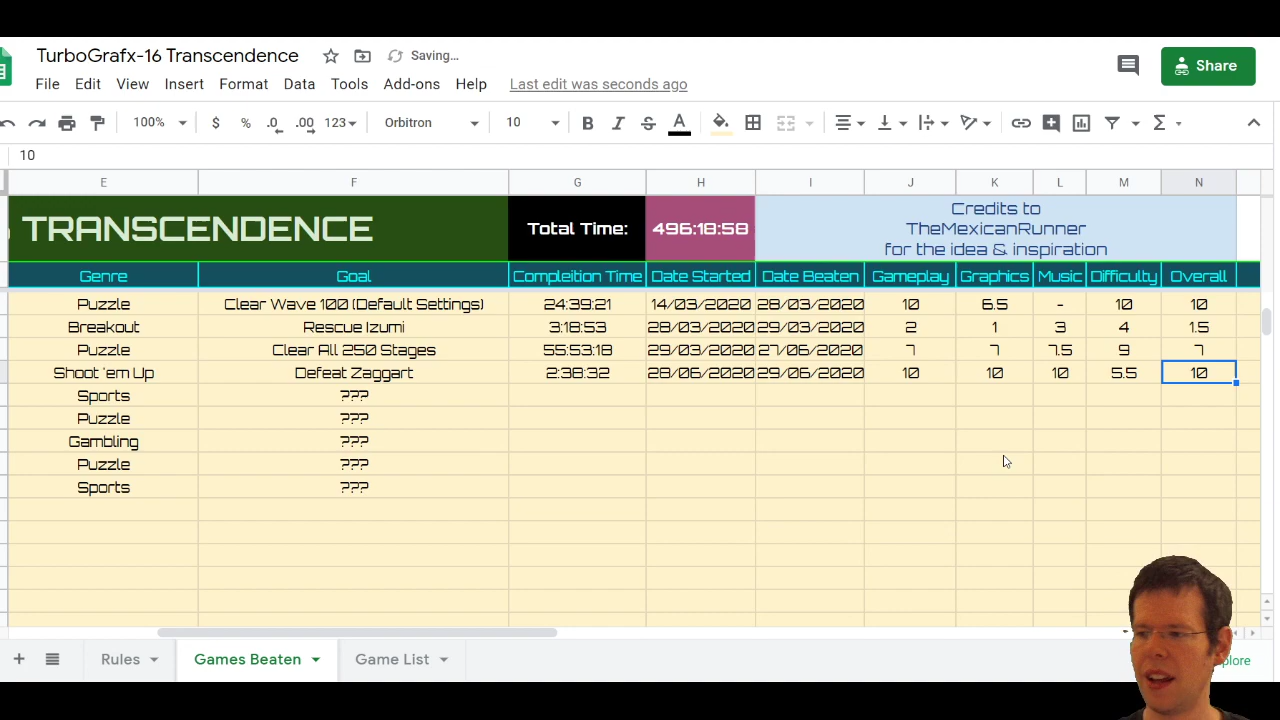 TurboGrafx-16 Transcendence Saving...
File Edit View Insert Format Data Tools Add-ons Help Last edit was seconds ago
Share
100% $ % .0 .00 123 Orbitron 10 B I S A
10
E F G H I J K L M N
TRANSCENDENCE Total Time: 496:18:58
Credits to
TheMexicanRunner
for the idea & inspiration
Genre Goal Compleition Time Date Started Date Beaten Gameplay Graphics Music Difficulty Overall
Puzzle Clear Wave 100 (Default Settings) 24:39:21 14/03/2020 28/03/2020 10 6.5 - 10 10
Breakout Rescue Izumi 3:18:53 28/03/2020 29/03/2020 2 1 3 4 1.5
Puzzle Clear All 250 Stages 55:53:18 29/03/2020 27/06/2020 7 7 7.5 9 7
Shoot 'em Up Defeat Zaggart 2:38:32 28/06/2020 29/06/2020 10 10 10 5.5 10
Sports ???
Puzzle ???
Gambling ???
Puzzle ???
Sports ???
Rules Games Beaten Game List plore